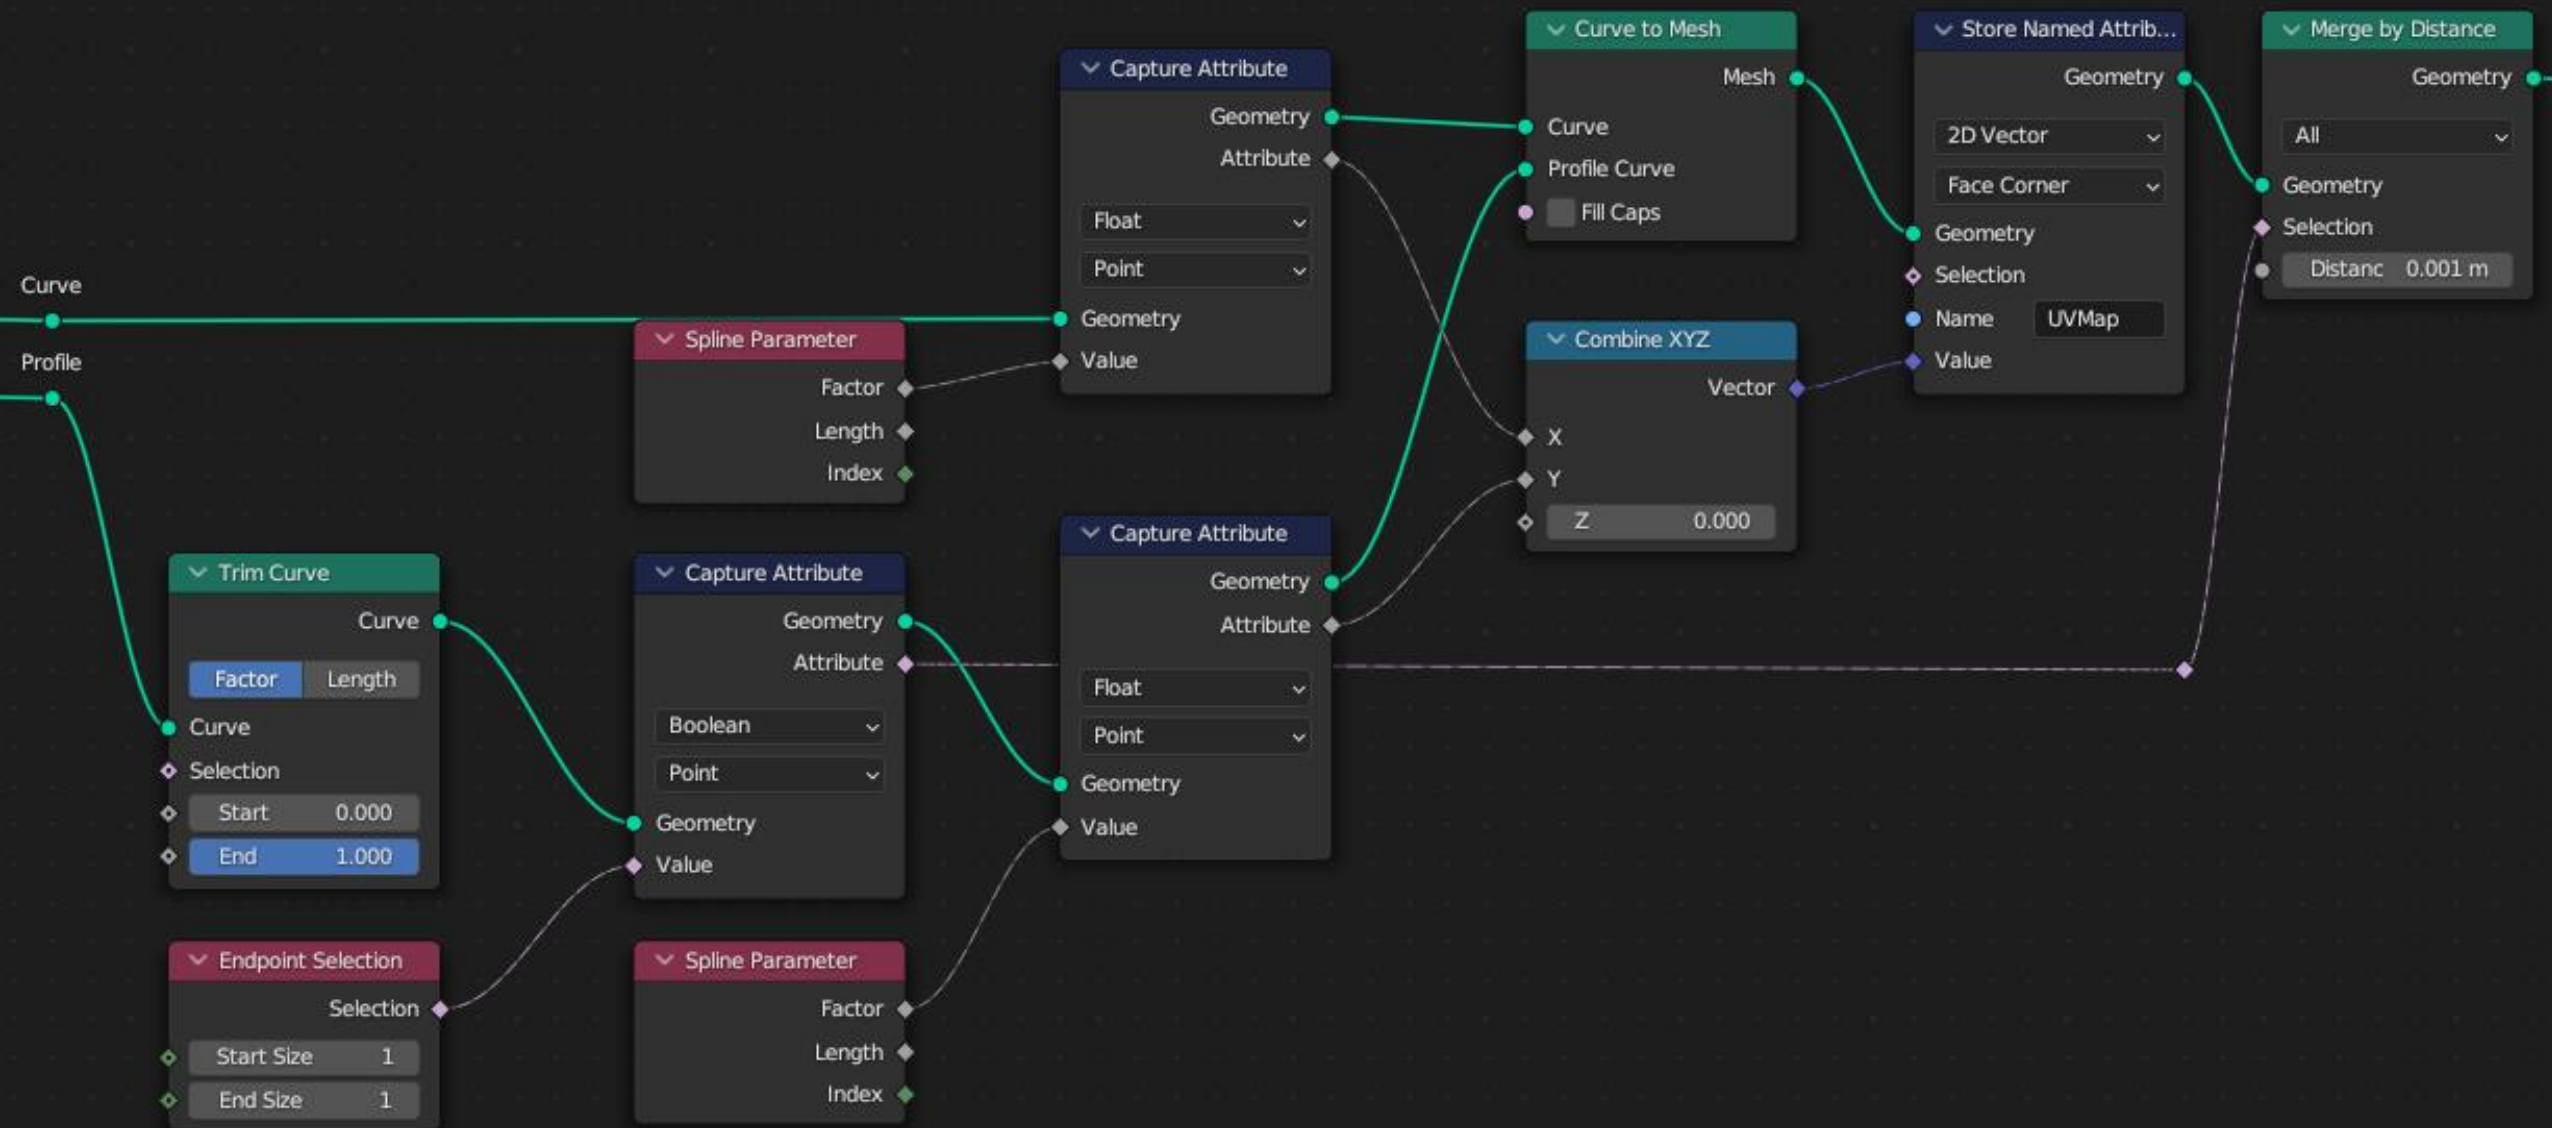 Curve
Profile
Trim Curve
Curve
Factor Length
Curve
Selection
Start 0.000
End 1.000
Endpoint Selection
Selection
Start Size 1
End Size 1
Spline Parameter
Factor
Length
Index
Capture Attribute
Geometry
Attribute
Boolean
Point
Geometry
Value
Spline Parameter
Factor
Length
Index
Capture Attribute
Geometry
Attribute
Float
Point
Geometry
Value
Capture Attribute
Geometry
Attribute
Float
Point
Geometry
Value
Curve to Mesh
Mesh
Curve
Profile Curve
Fill Caps
Combine XYZ
Vector
X
Y
Z 0.000
Store Named Attrib...
Geometry
2D Vector
Face Corner
Geometry
Selection
Name UVMap
Value
Merge by Distance
Geometry
All
Geometry
Selection
Distanc 0.001 m